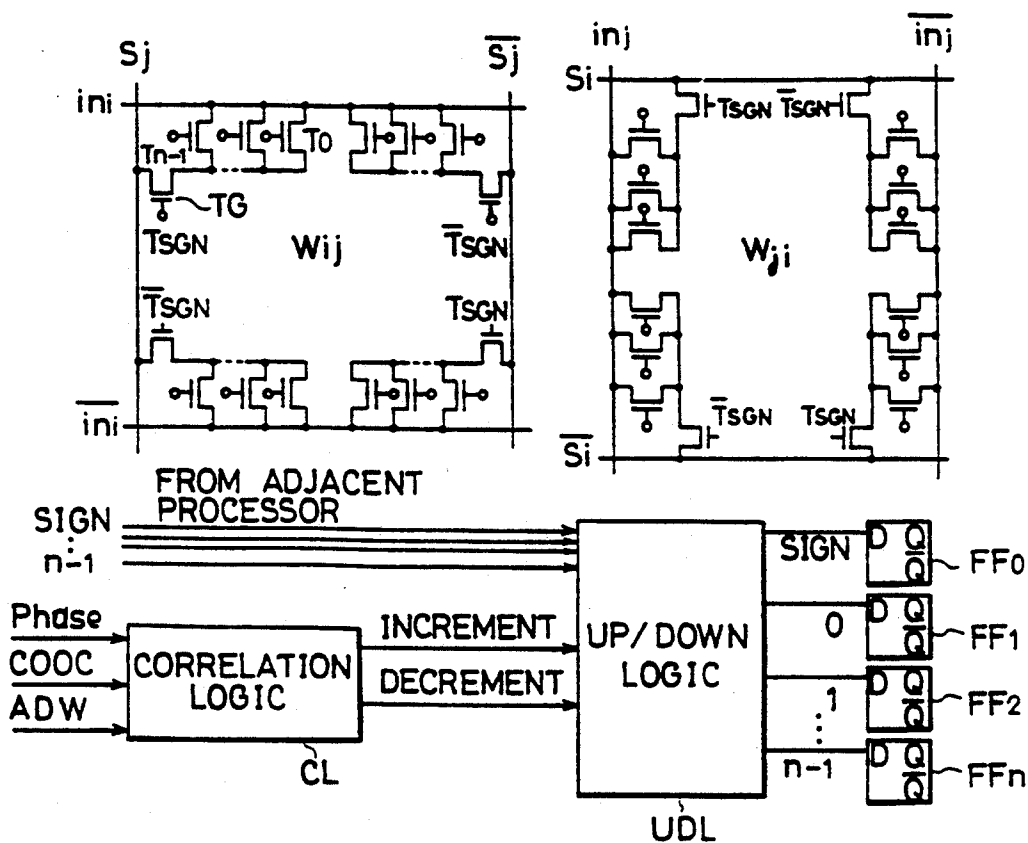 Sj
S̅j̅
ini
Tn-1
T0
TG
TSGN
T̅SGN
Wij
T̅SGN
TSGN
i̅n̅i̅
inj
i̅n̅j̅
Si
TSGN
T̅SGN
Wji
T̅SGN
TSGN
S̅i̅
FROM ADJACENT
PROCESSOR
SIGN
⋮
n-1
Phase
COOC
ADW
CORRELATION
LOGIC
CL
INCREMENT
DECREMENT
UP/DOWN
LOGIC
UDL
SIGN
0
1
⋮
n-1
D Q
Q̅
FF0
D Q
Q̅
FF1
D Q
Q̅
FF2
D Q
Q̅
FFn